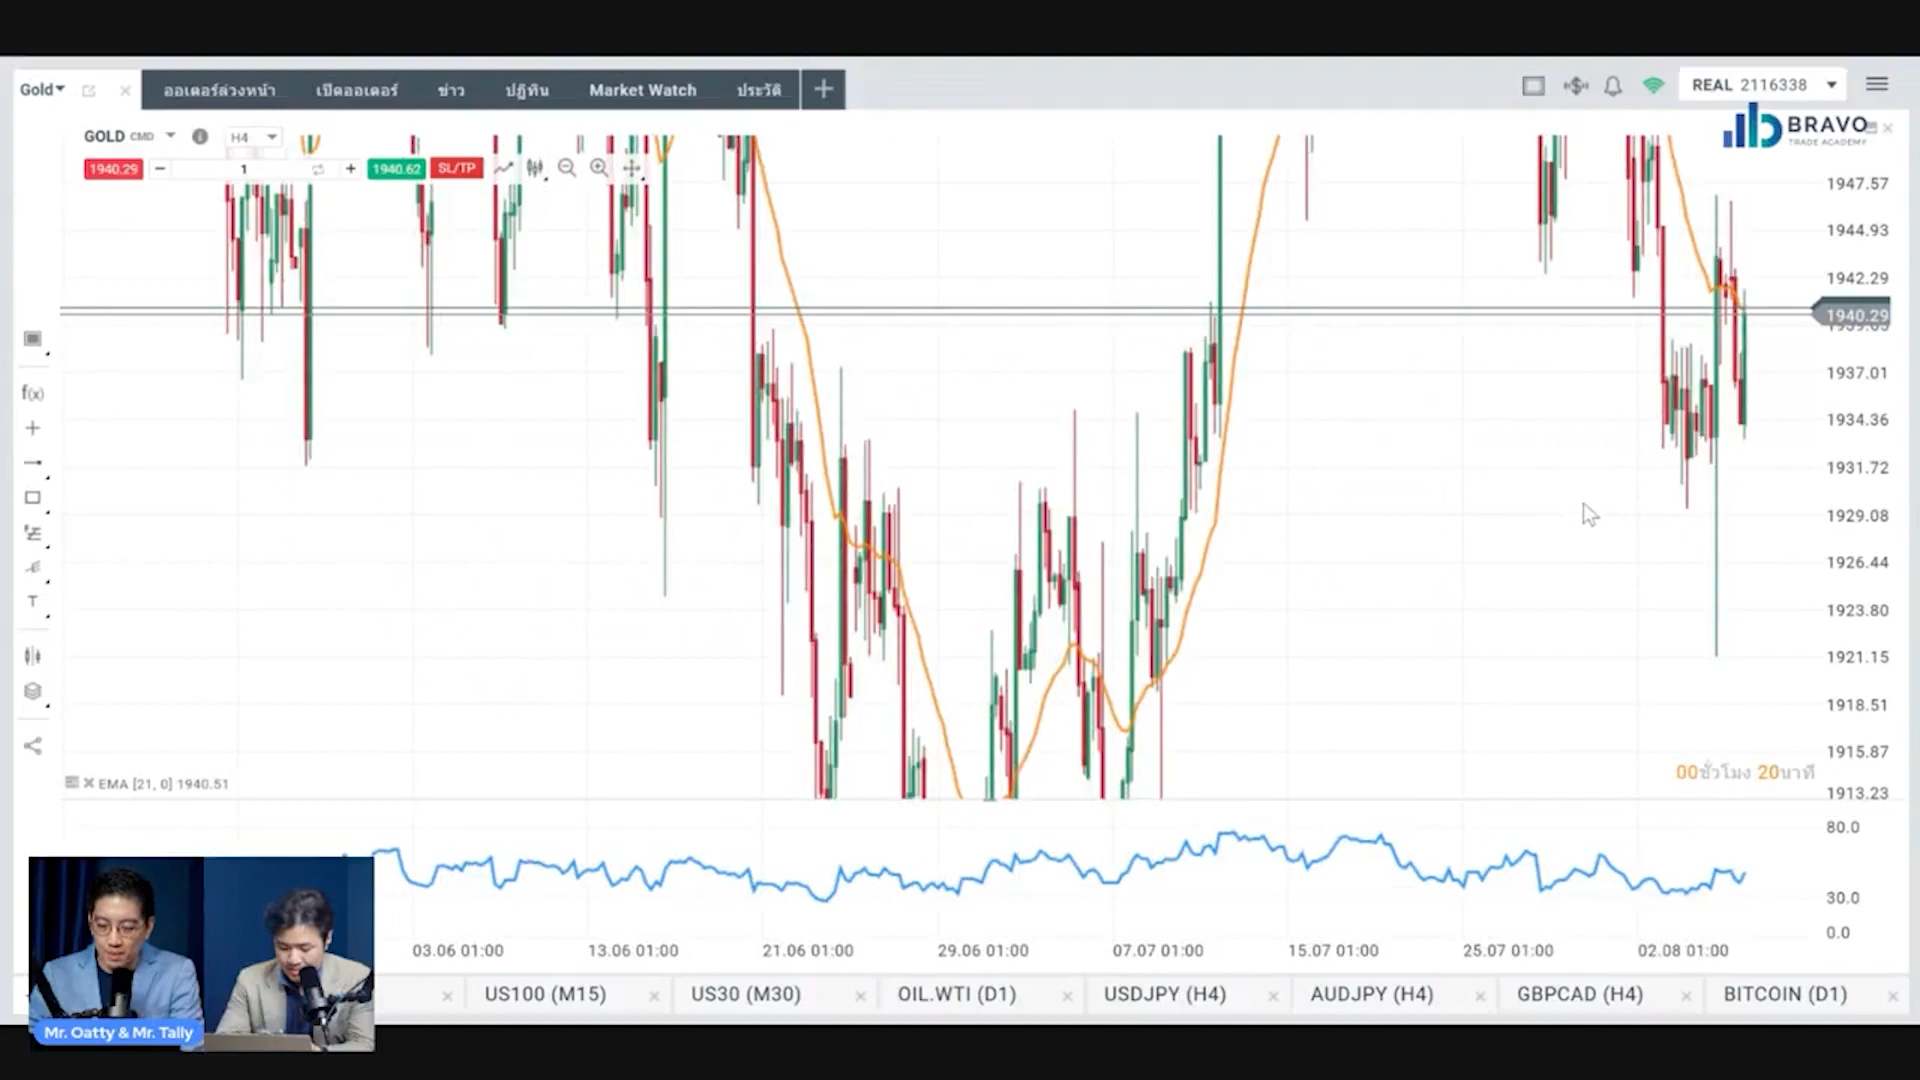 Gold
ออเดอร์ล่วงหน้า
เปิดออเดอร์
ข่าว
ปฏิทิน
Market Watch
ประวัติ
REAL 2116338
BRAVO
TRADE ACADEMY
GOLD CMD
H4
1940.29
1
1940.62
SL/TP
1947.57
1944.93
1942.29
1940.29
1937.01
1934.36
1931.72
1929.08
1926.44
1923.80
1921.15
1918.51
1915.87
1913.23
f(x)
T
00ชั่วโมง 20นาที
EMA [21, 0] 1940.51
80.0
30.0
0.0
03.06 01:00
13.06 01:00
21.06 01:00
29.06 01:00
07.07 01:00
15.07 01:00
25.07 01:00
02.08 01:00
US100 (M15)
US30 (M30)
OIL.WTI (D1)
USDJPY (H4)
AUDJPY (H4)
GBPCAD (H4)
BITCOIN (D1)
Mr. Oatty & Mr. Tally